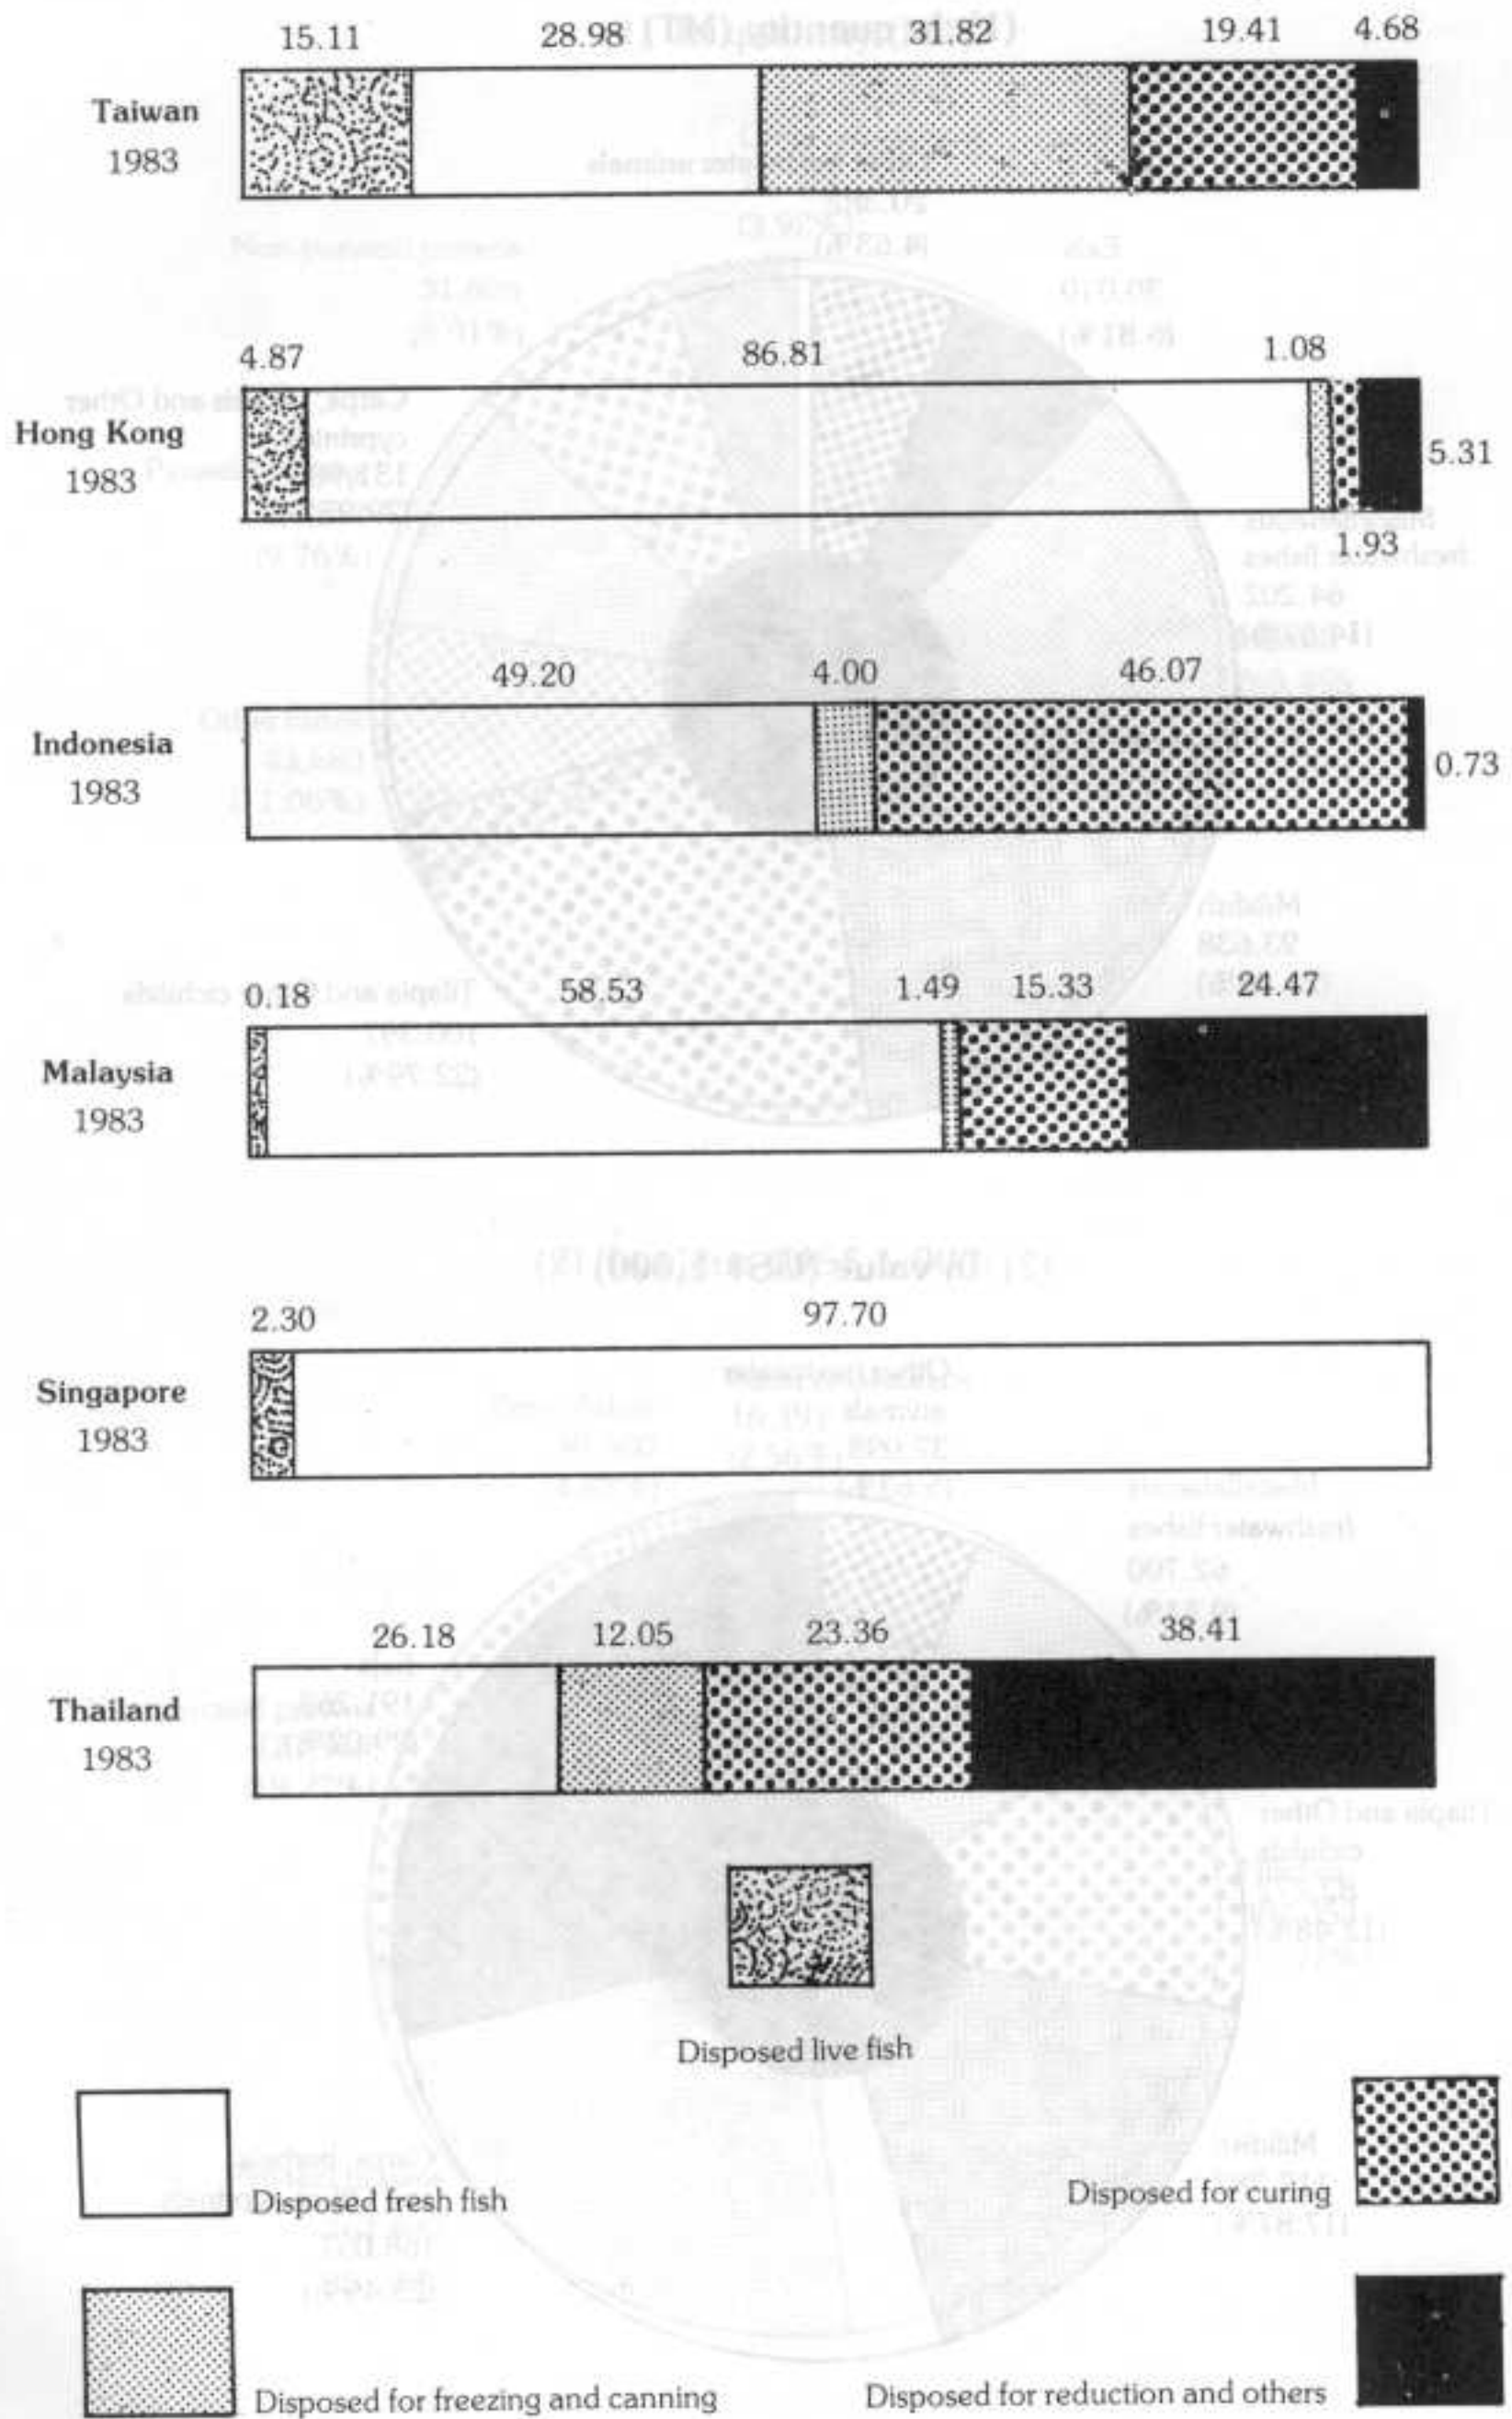 15.11 28.98 31.82 19.41 4.68
Taiwan
1983
4.87 86.81 1.08
Hong Kong
1983
5.31
1.93
49.20 4.00 46.07
Indonesia
1983
0.73
0.18 58.53 1.49 15.33 24.47
Malaysia
1983
2.30 97.70
Singapore
1983
26.18 12.05 23.36 38.41
Thailand
1983
Disposed live fish
Disposed fresh fish
Disposed for curing
Disposed for freezing and canning
Disposed for reduction and others